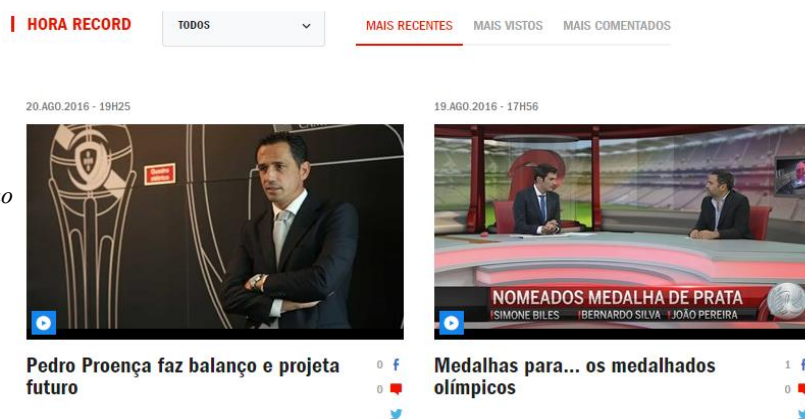 HORA RECORD
TODOS
MAIS RECENTES MAIS VISTOS MAIS COMENTADOS
20.AGO.2016 - 19H25
19.AGO.2016 - 17H56
o
NOMEADOS MEDALHA DE PRATA
SIMONE BILES BERNARDO SILVA JOÃO PEREIRA
Pedro Proença faz balanço e projeta
futuro
0
0
Medalhas para... os medalhados
olímpicos
1
0